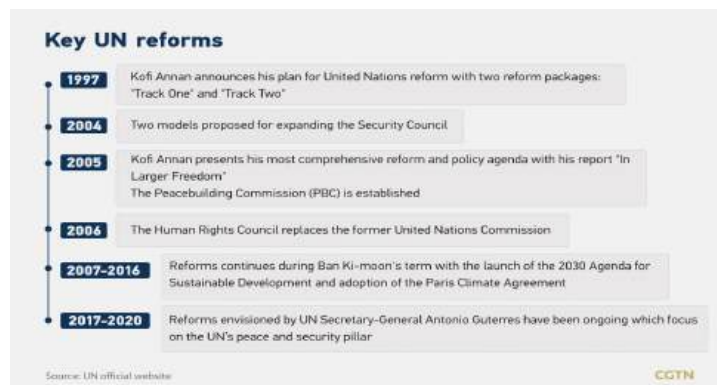 Key UN reforms
1997
Kofi Annan announces his plan for United Nations reform with two reform packages:
"Track One" and "Track Two"
2004
Two models proposed for expanding the Security Council
2005
Kofi Annan presents his most comprehensive reform and policy agenda with his report "In
Larger Freedom"
The Peacebuilding Commission (PBC) is established
2006
The Human Rights Council replaces the former United Nations Commission
2007-2016
Reforms continues during Ban Ki-moon's term with the launch of the 2030 Agenda for
Sustainable Development and adoption of the Paris Climate Agreement
2017-2020
Reforms envisioned by UN Secretary-General Antonio Guterres have been ongoing which focus
on the UN's peace and security pillar
Source: UN official website
CGTN